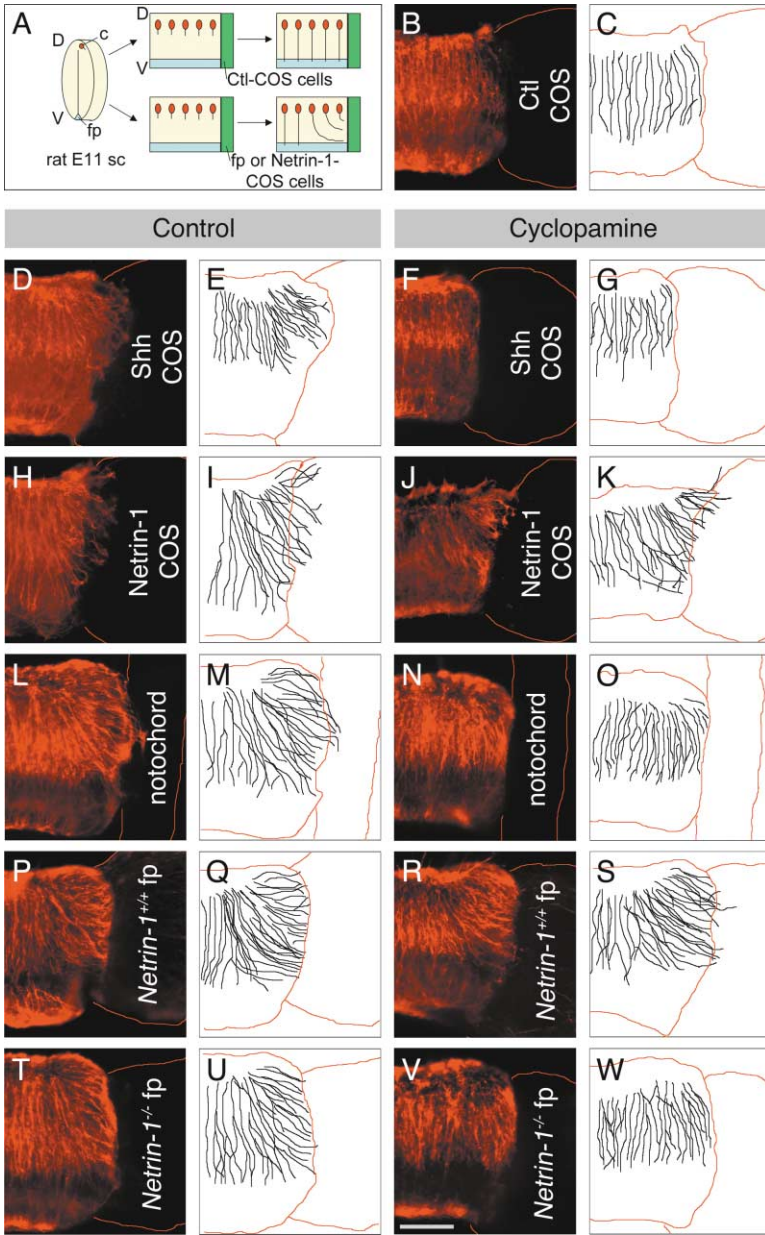 A
D
c
V
fp
rat E11 sc
D
V
Ctl-COS cells
fp or Netrin-1-
COS cells
B
Ctl
COS
C
Control
Cyclopamine
D
Shh
COS
E
F
Shh
COS
G
H
Netrin-1
COS
I
J
Netrin-1
COS
K
L
notochord
M
N
notochord
O
P
Netrin-1+/+ fp
Q
R
Netrin-1+/+ fp
S
T
Netrin-1-/- fp
U
V
Netrin-1-/- fp
W